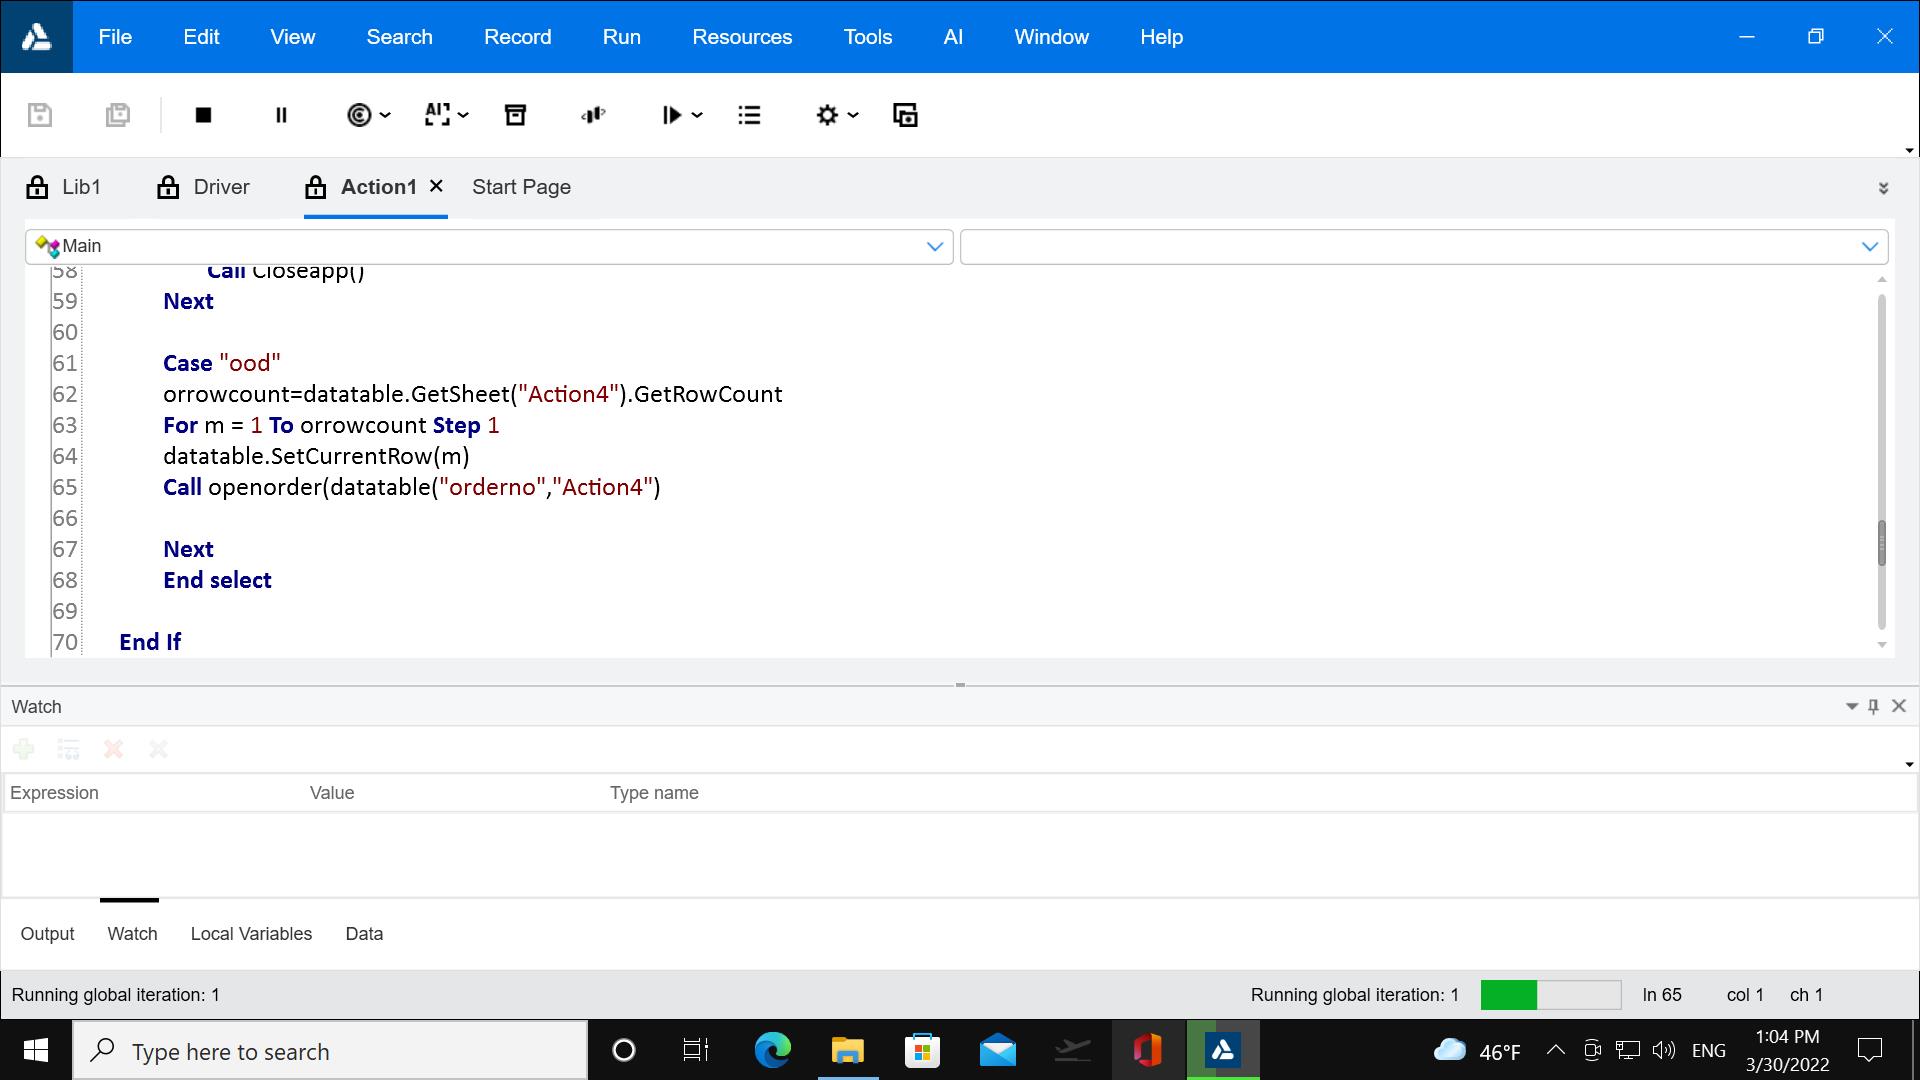 File Edit View Search Record Run Resources Tools AI Window Help
Lib1 Driver Action1 Start Page
Main
58 Call Closeapp()
59 Next
60
61 Case "ood"
62 orrowcount=datatable.GetSheet("Action4").GetRowCount
63 For m = 1 To orrowcount Step 1
64 datatable.SetCurrentRow(m)
65 Call openorder(datatable("orderno","Action4")
66
67 Next
68 End select
69
70 End If
Watch
Expression Value Type name
Output Watch Local Variables Data
Running global iteration: 1 Running global iteration: 1 ln 65 col 1 ch 1
Type here to search 46°F ENG 1:04 PM
3/30/2022